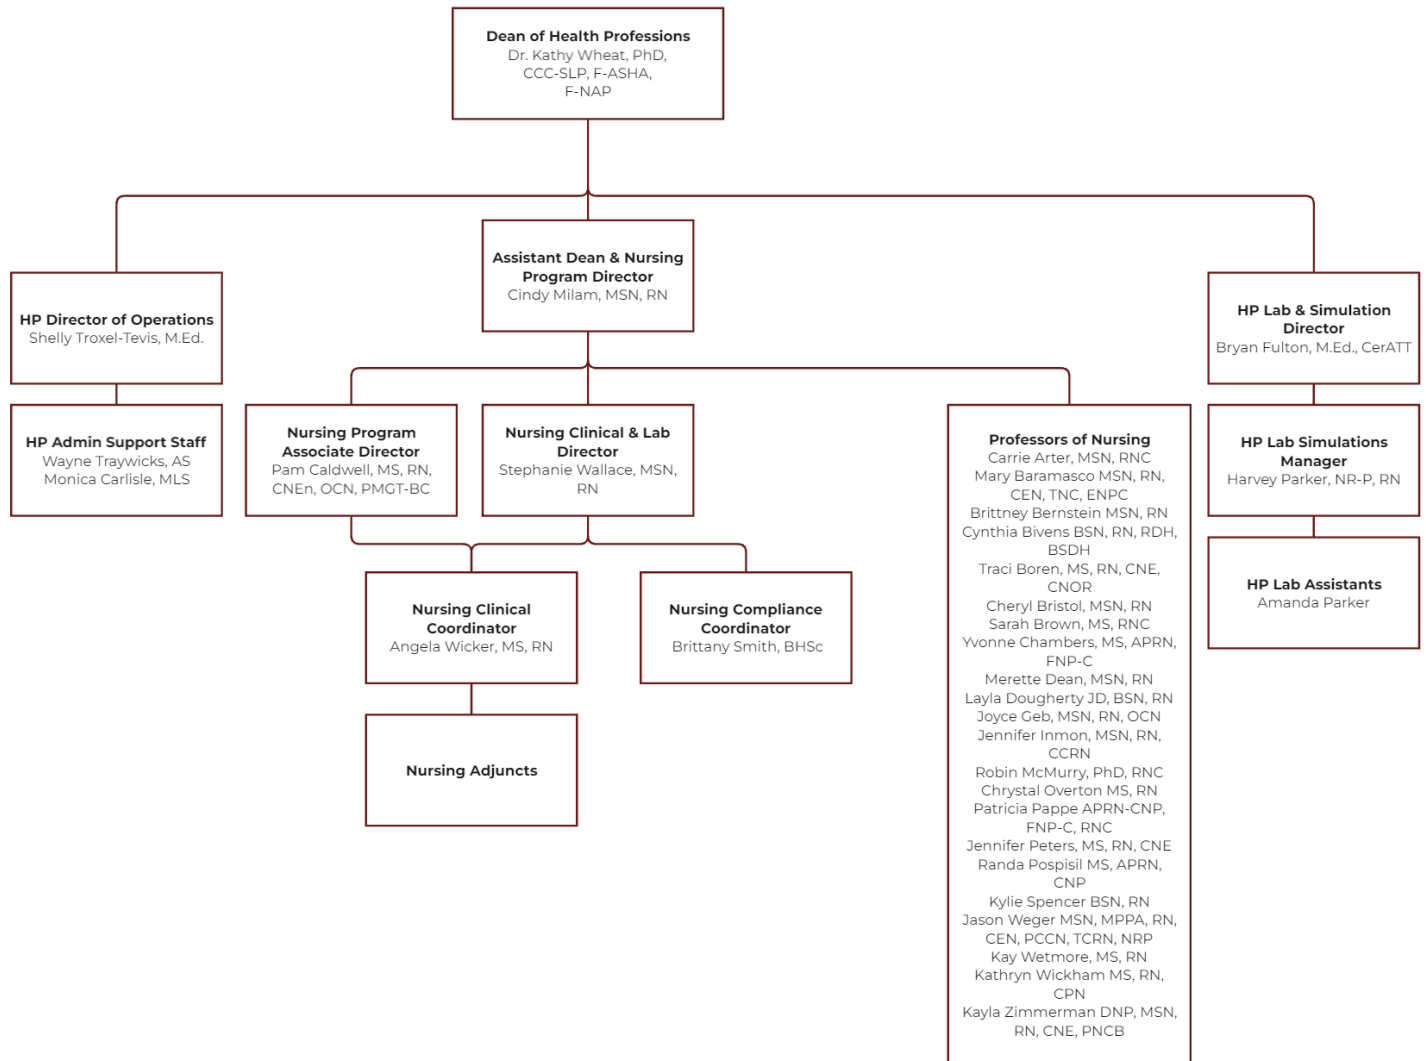 Dean of Health Professions
Dr. Kathy Wheat, PhD,
CCC-SLP, F-ASHA,
F-NAP
Assistant Dean & Nursing
Program Director
Cindy Milam, MSN, RN
HP Director of Operations
Shelly Troxel-Tevis, M.Ed.
HP Lab & Simulation
Director
Bryan Fulton, M.Ed., CerATT
HP Admin Support Staff
Wayne Traywicks, AS
Monica Carlisle, MLS
Nursing Program
Associate Director
Pam Caldwell, MS, RN,
CNEn, OCN, PMGT-BC
Nursing Clinical & Lab
Director
Stephanie Wallace, MSN,
RN
Professors of Nursing
Carrie Arter, MSN, RNC
Mary Baramasco MSN, RN,
CEN, TNC, ENPC
Brittney Bernstein MSN, RN
Cynthia Bivens BSN, RN, RDH,
BSDH
Traci Boren, MS, RN, CNE,
CNOR
Cheryl Bristol, MSN, RN
Sarah Brown, MS, RNC
Yvonne Chambers, MS, APRN,
FNP-C
Merette Dean, MSN, RN
Layla Dougherty JD, BSN, RN
Joyce Geb, MSN, RN, OCN
Jennifer Inmon, MSN, RN,
CCRN
Robin McMurry, PhD, RNC
Chrystal Overton MS, RN
Patricia Pappe APRN-CNP,
FNP-C, RNC
Jennifer Peters, MS, RN, CNE
Randa Pospisil MS, APRN,
CNP
Kylie Spencer BSN, RN
Jason Weger MSN, MPPA, RN,
CEN, PCCN, TCRN, NRP
Kay Wetmore, MS, RN
Kathryn Wickham MS, RN,
CPN
Kayla Zimmerman DNP, MSN,
RN, CNE, PNCB
HP Lab Simulations
Manager
Harvey Parker, NR-P, RN
HP Lab Assistants
Amanda Parker
Nursing Clinical
Coordinator
Angela Wicker, MS, RN
Nursing Compliance
Coordinator
Brittany Smith, BHSc
Nursing Adjuncts